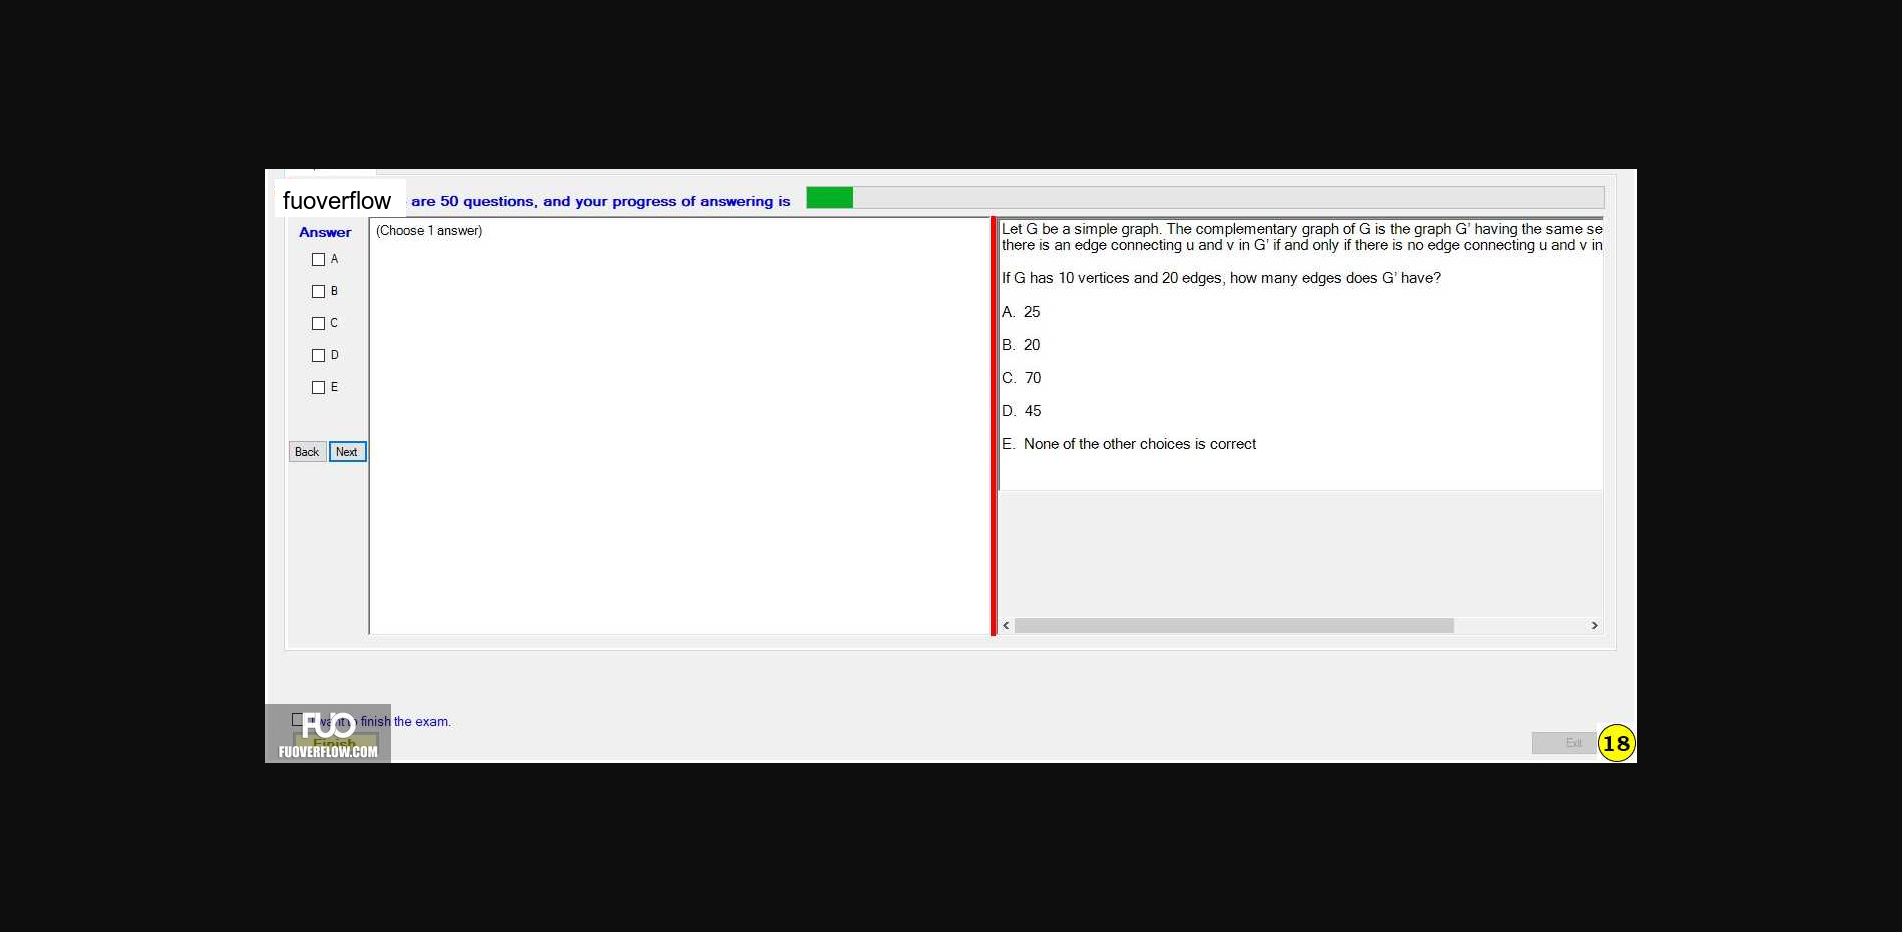 fuoverflow are 50 questions, and your progress of answering is
Answer
A
B
C
D
E
Back Next
(Choose 1 answer)
Let G be a simple graph. The complementary graph of G is the graph G' having the same se
there is an edge connecting u and v in G' if and only if there is no edge connecting u and v in
If G has 10 vertices and 20 edges, how many edges does G' have?
A. 25
B. 20
C. 70
D. 45
E. None of the other choices is correct
I want to finish the exam.
Finish
FUO
FUOVERFLOW.COM
Exit
18